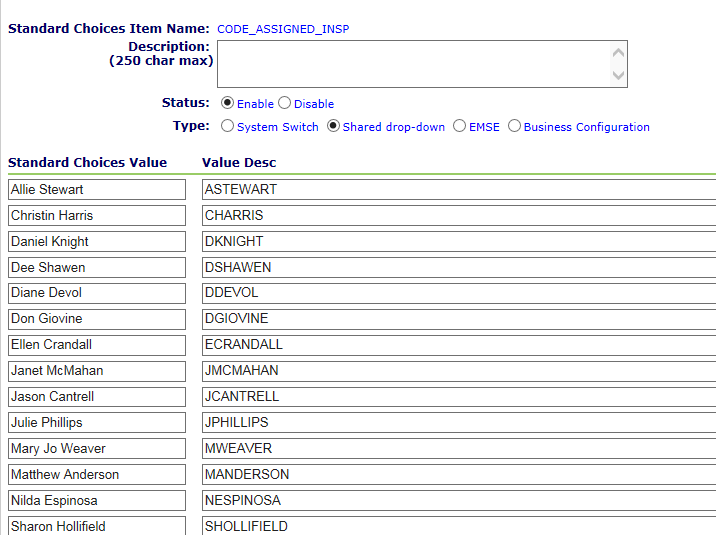 Standard Choices Item Name: CODE_ASSIGNED_INSP
Description:
(250 char max)
Status: Enable Disable
Type: System Switch Shared drop-down EMSE Business Configuration
Standard Choices Value Value Desc
Allie Stewart ASTEWART
Christin Harris CHARRIS
Daniel Knight DKNIGHT
Dee Shawen DSHAWEN
Diane Devol DDEVOL
Don Giovine DGIOVINE
Ellen Crandall ECRANDALL
Janet McMahan JMCMAHAN
Jason Cantrell JCANTRELL
Julie Phillips JPHILLIPS
Mary Jo Weaver MWEAVER
Matthew Anderson MANDERSON
Nilda Espinosa NESPINOSA
Sharon Hollifield SHOLLIFIELD